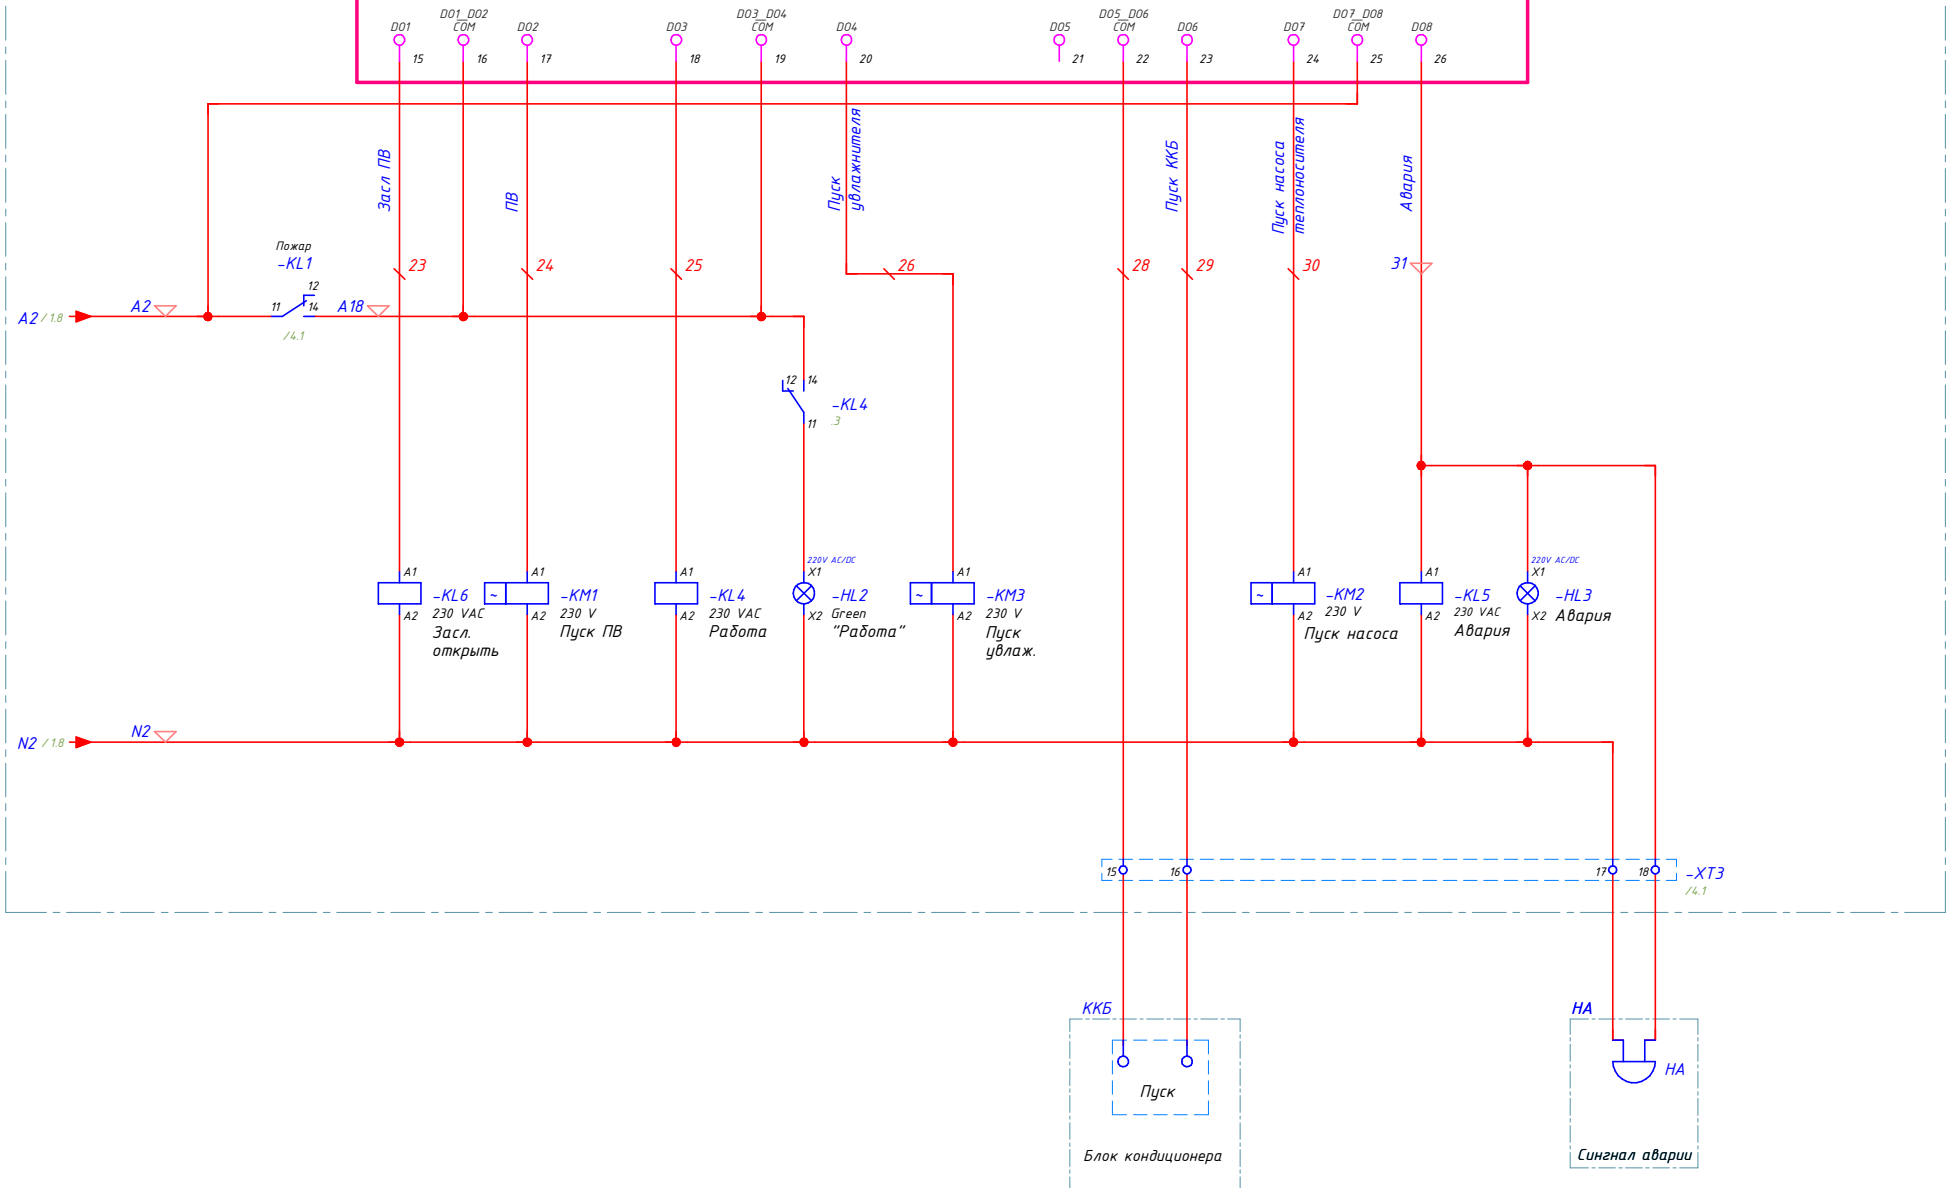 DO1
DO1_DO2
COM
DO2
DO3
DO3_DO4
COM
DO4
DO5
DO5_DO6
COM
DO6
DO7
DO7_DO8
COM
DO8
15
16
17
18
19
20
21
22
23
24
25
26
Засл ПВ
ПВ
Пуск
увлажнителя
Пуск ККБ
Пуск насоса
теплоносителя
Авария
23
24
25
26
28
29
30
31
Пожар
-KL1
12
11
14
/4.1
A2 /1.8
A2
A18
12
14
-KL4
.3
11
A1
-KL6
230 VAC
A2
Засл.
открыть
~
A1
-KM1
230 V
A2
Пуск ПВ
A1
-KL4
230 VAC
A2
Работа
220V AC/DC
X1
-HL2
Green
X2
"Работа"
~
A1
-KM3
230 V
A2
Пуск
увлаж.
~
A1
-KM2
230 V
A2
Пуск насоса
A1
-KL5
230 VAC
A2
Авария
220V AC/DC
X1
-HL3
X2
Авария
N2 /1.8
N2
15
16
17
18
-XT3
/4.1
ККБ
Пуск
Блок кондиционера
HA
HA
Сингнал аварии